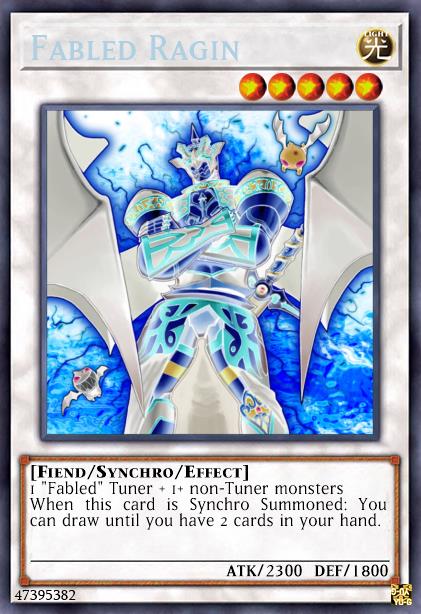 Fabled Ragin
LIGHT
光
[Fiend/Synchro/Effect]
1 "Fabled" Tuner + 1+ non-Tuner monsters
When this card is Synchro Summoned: You
can draw until you have 2 cards in your hand.
ATK/2300 DEF/1800
47395382